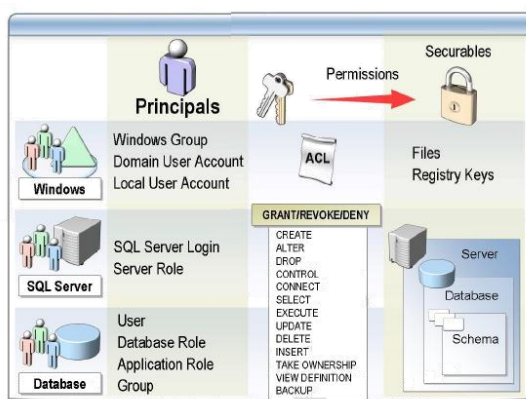 Securables
Permissions
Principals
Windows
Windows Group
Domain User Account
Local User Account
ACL
Files
Registry Keys
SQL Server
SQL Server Login
Server Role
GRANT/REVOKE/DENY
CREATE
ALTER
DROP
CONTROL
CONNECT
SELECT
EXECUTE
UPDATE
DELETE
INSERT
TAKE OWNERSHIP
VIEW DEFINITION
BACKUP
Server
Database
Schema
Database
User
Database Role
Application Role
Group